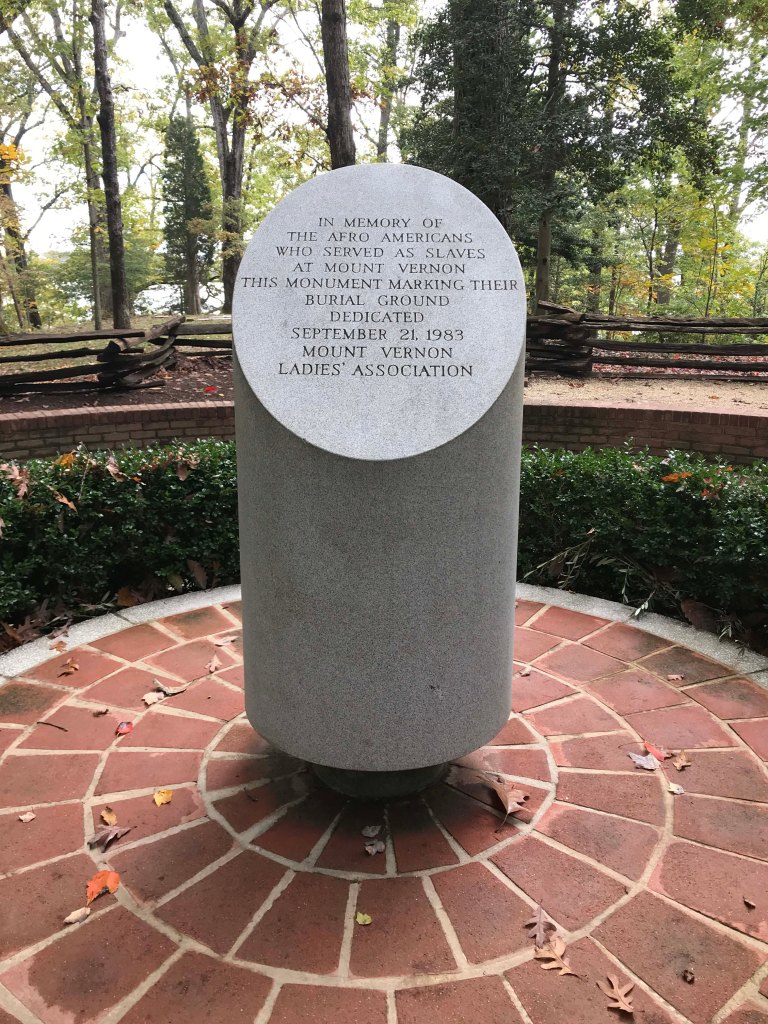 IN MEMORY OF
THE AFRO AMERICANS
WHO SERVED AS SLAVES
AT MOUNT VERNON
THIS MONUMENT MARKING THEIR
BURIAL GROUND
DEDICATED
SEPTEMBER 21, 1983
MOUNT VERNON
LADIES' ASSOCIATION